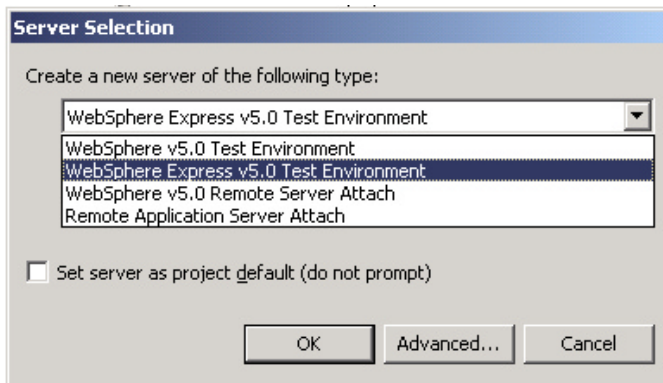 Server Selection
Create a new server of the following type:
WebSphere Express v5.0 Test Environment
WebSphere v5.0 Test Environment
WebSphere Express v5.0 Test Environment
WebSphere v5.0 Remote Server Attach
Remote Application Server Attach
Set server as project default (do not prompt)
OK Advanced... Cancel